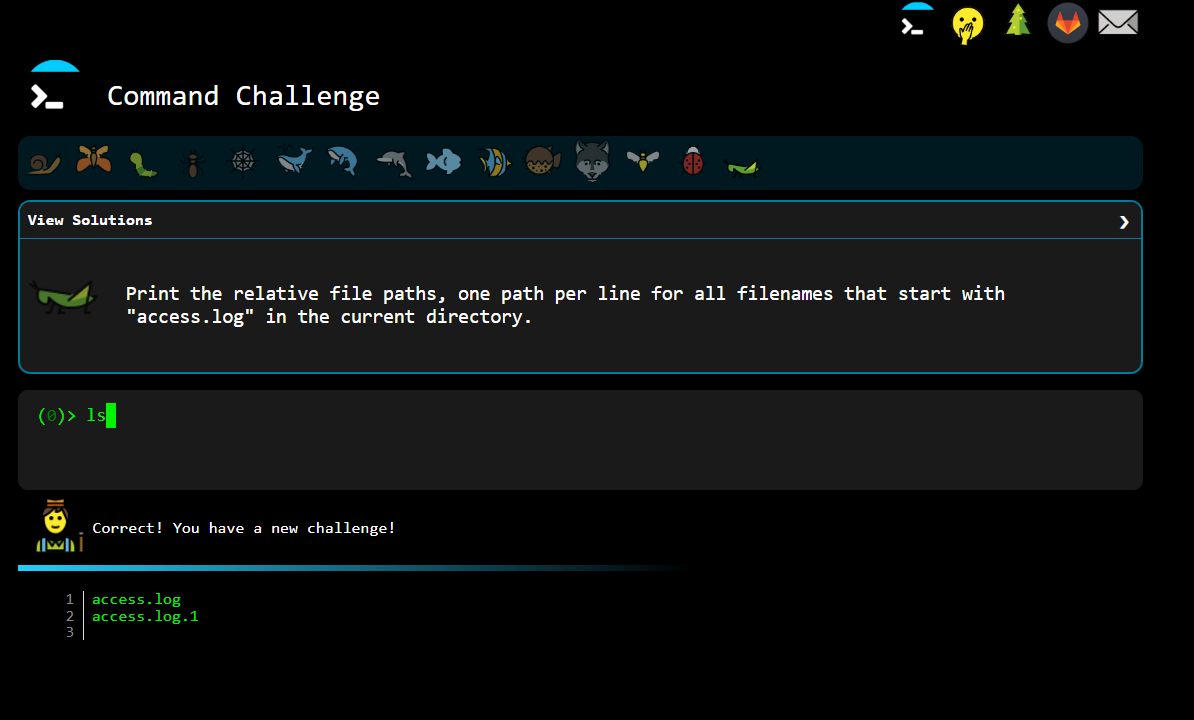 Command Challenge
View Solutions
Print the relative file paths, one path per line for all filenames that start with
"access.log" in the current directory.
(0)> ls
Correct! You have a new challenge!
1 access.log
2 access.log.1
3